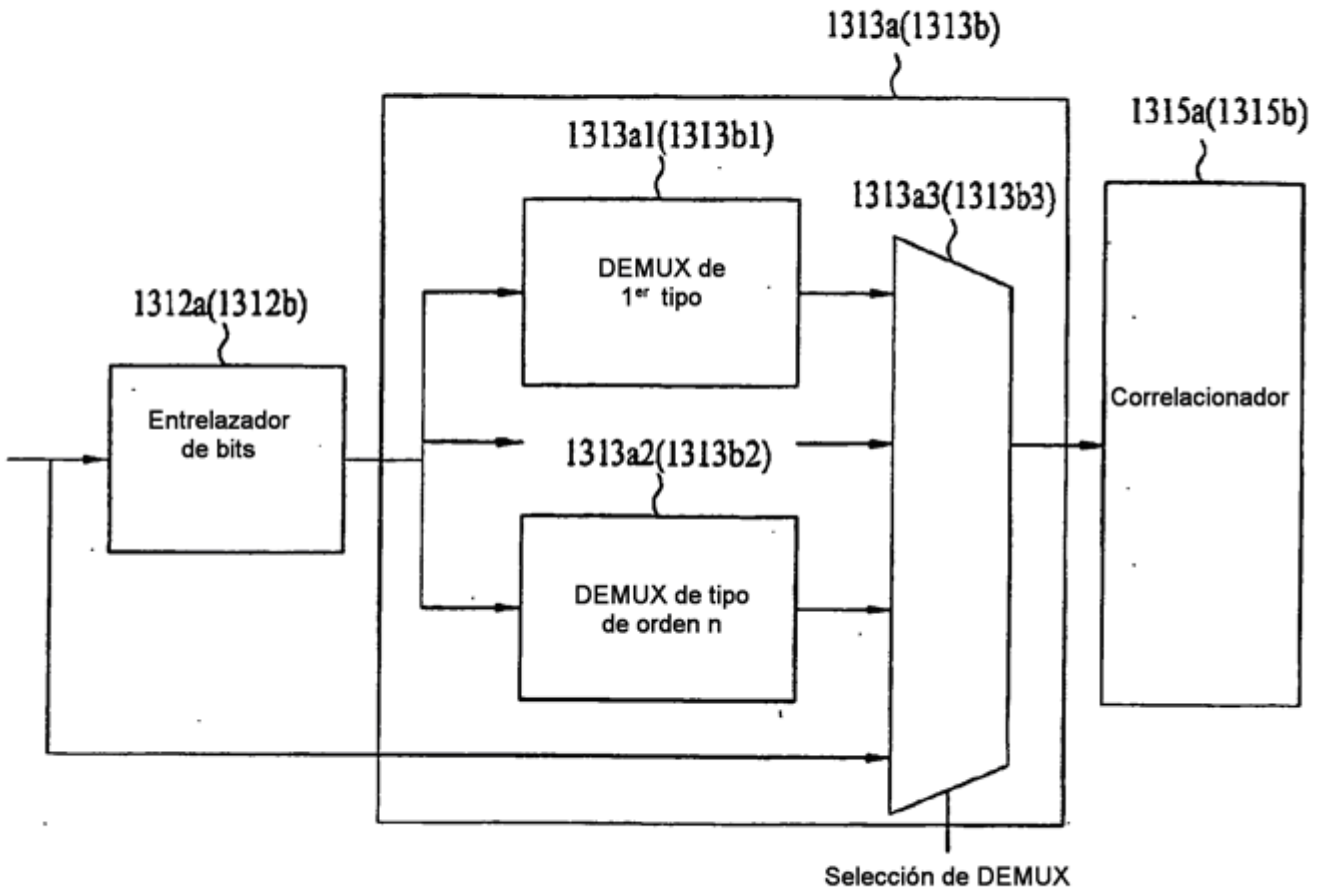 1313a(1313b)
1315a(1315b)
1313a1(1313b1)
1313a3(1313b3)
DEMUX de
1er tipo
1312a(1312b)
Entrelazador
de bits
Correlacionador
1313a2(1313b2)
DEMUX de tipo
de orden n
Selección de DEMUX